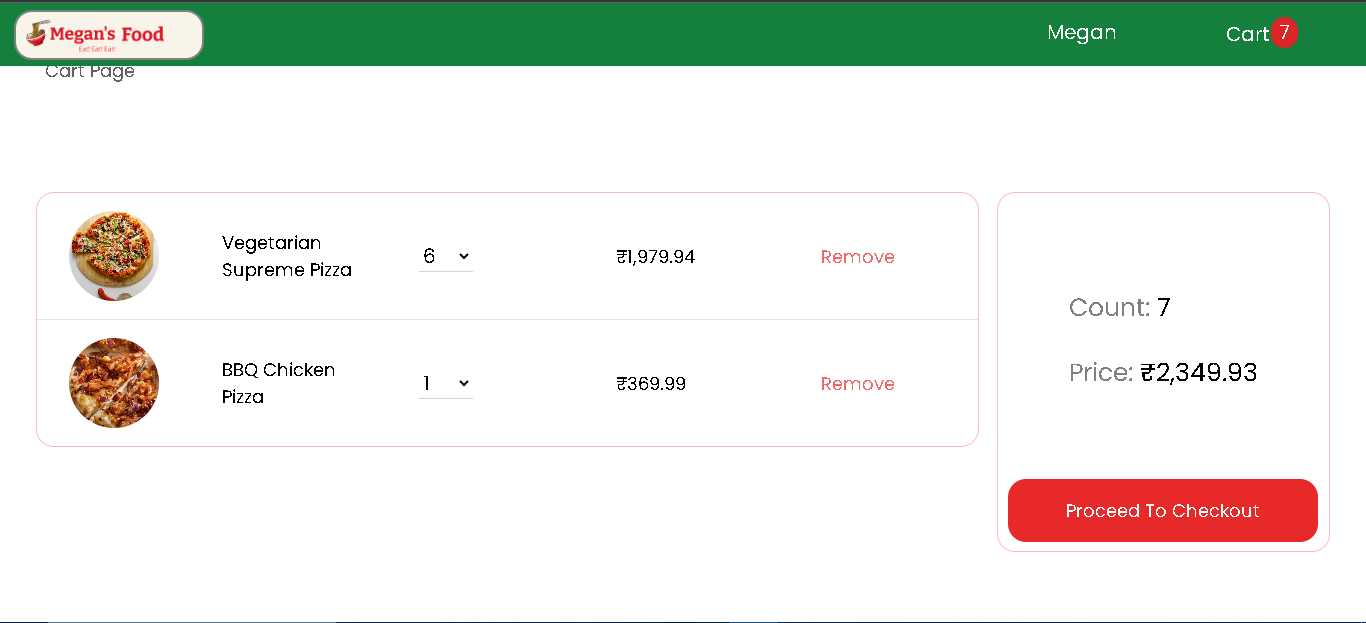 Megan's Food
Eat! Eat! Eat!
Megan
Cart 7
Cart Page
Vegetarian
Supreme Pizza
6
₹1,979.94
Remove
BBQ Chicken
Pizza
1
₹369.99
Remove
Count: 7
Price: ₹2,349.93
Proceed To Checkout